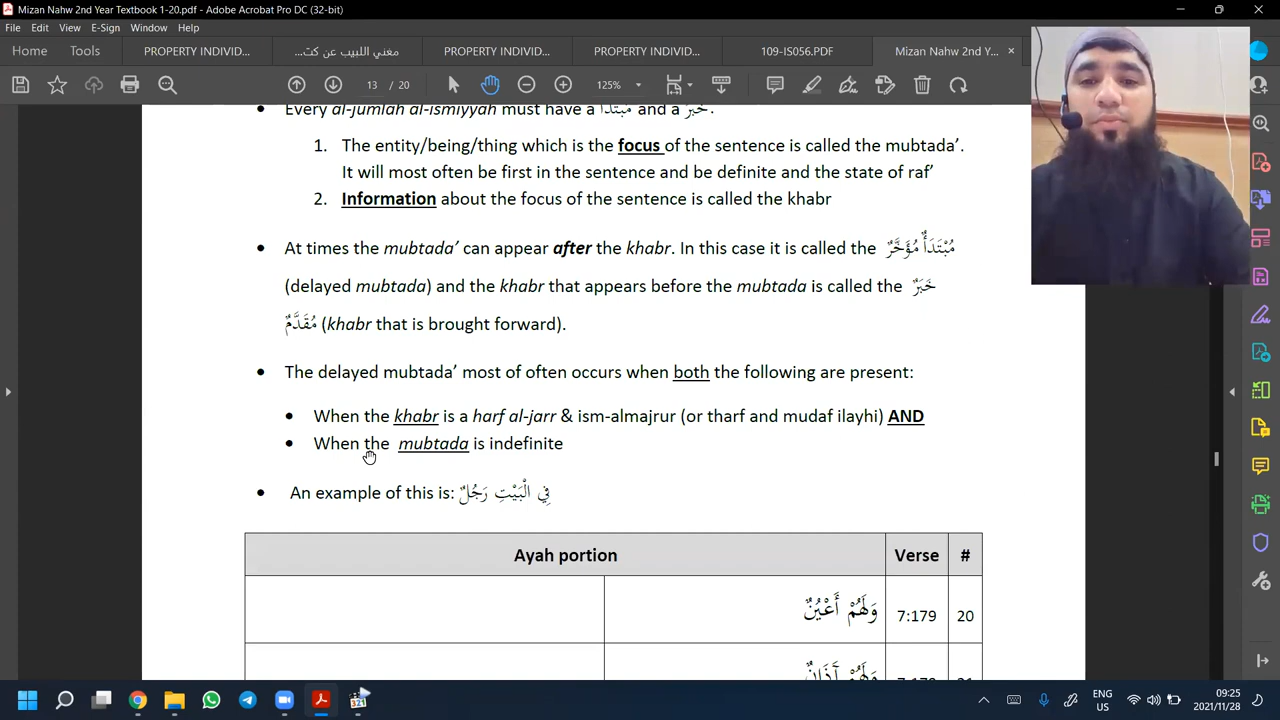 Mizan Nahw 2nd Year Textbook 1-20.pdf - Adobe Acrobat Pro DC (32-bit)
File Edit View E-Sign Window Help
Home Tools PROPERTY INDIVID... مغني اللبيب عن كت... PROPERTY INDIVID... PROPERTY INDIVID... 109-IS056.PDF Mizan Nahw 2nd Ye... ×
13 / 20 125%
• Every al-jumlah al-ismiyyah must have a مُبْتَدَأ and a خَبَر.
1. The entity/being/thing which is the focus of the sentence is called the mubtada’.
It will most often be first in the sentence and be definite and the state of raf’
2. Information about the focus of the sentence is called the khabr
• At times the mubtada’ can appear after the khabr. In this case it is called the مُبْتَدَأٌ مُؤَخَّرٌ
(delayed mubtada) and the khabr that appears before the mubtada is called the خَبَرٌ
مُقَدَّمٌ (khabr that is brought forward).
• The delayed mubtada’ most of often occurs when both the following are present:
• When the khabr is a harf al-jarr & ism-almajrur (or tharf and mudaf ilayhi) AND
• When the mubtada is indefinite
• An example of this is: فِي الْبَيْتِ رَجُلٌ
Ayah portion Verse #
وَلَهُمْ أَعْيُنٌ 7:179 20
وَلَهُمْ آذَانٌ
ENG
US
09:25
2021/11/28